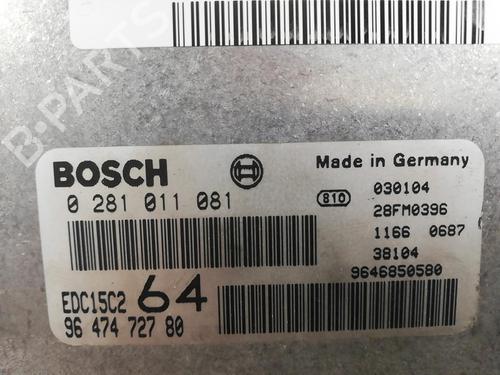 B-PARTS
BOSCH
Made in Germany
0 281 011 081
810
030104
28FM0396
1166 0687
38104
9646850580
EDC15C2 64
96 474 727 80